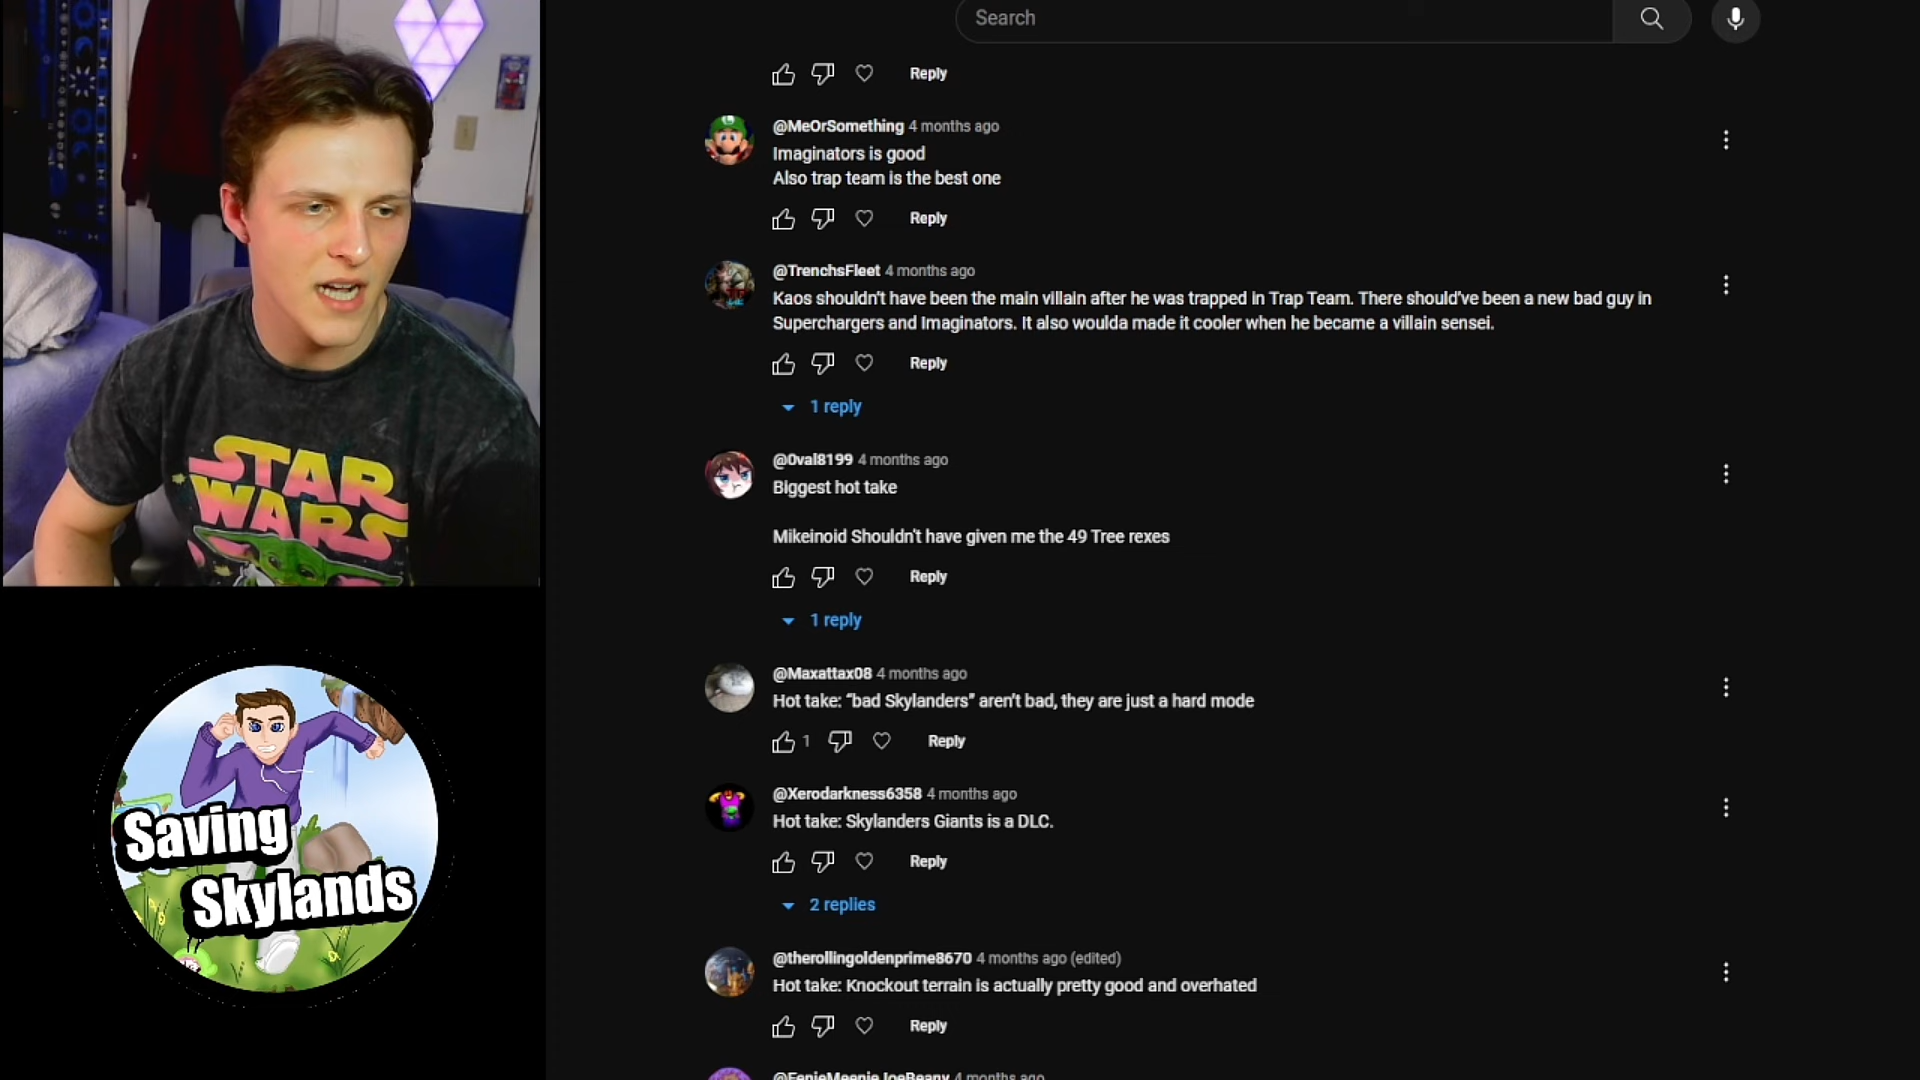 Search
Reply
@MeOrSomething 4 months ago
Imaginators is good
Also trap team is the best one
Reply
@TrenchsFleet 4 months ago
Kaos shouldn't have been the main villain after he was trapped in Trap Team. There should've been a new bad guy in
Superchargers and Imaginators. It also woulda made it cooler when he became a villain sensei.
Reply
1 reply
@Oval8199 4 months ago
Biggest hot take
Mikeinoid Shouldn't have given me the 49 Tree rexes
Reply
1 reply
@Maxattax08 4 months ago
Hot take: “bad Skylanders” aren't bad, they are just a hard mode
1
Reply
@Xerodarkness6358 4 months ago
Hot take: Skylanders Giants is a DLC.
Reply
2 replies
@therollingoldenprime8670 4 months ago (edited)
Hot take: Knockout terrain is actually pretty good and overhated
Reply
@EenieMeenieJoeBeany 4 months ago
STAR
WARS
Saving
Skylands